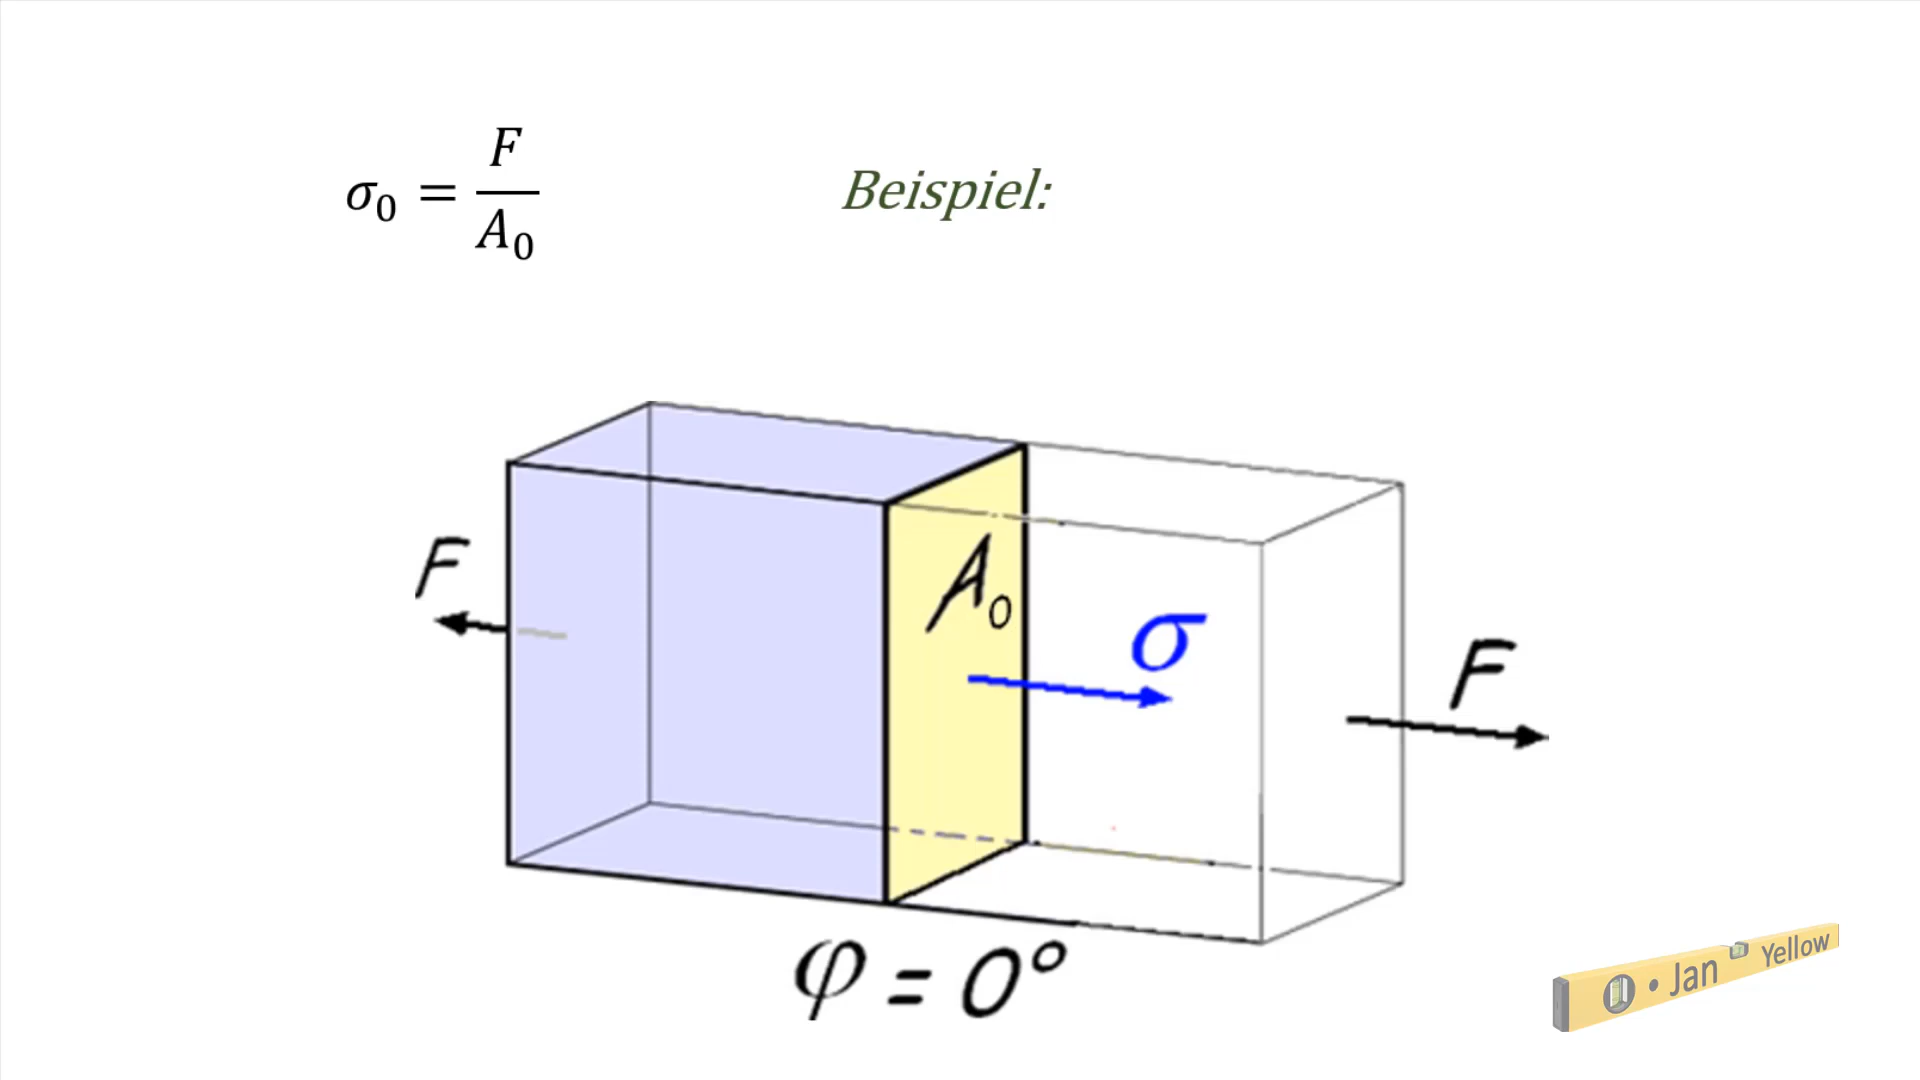 σ₀ = F / A₀
Beispiel:
F
A₀
σ
F
φ = 0°
• Jan Yellow